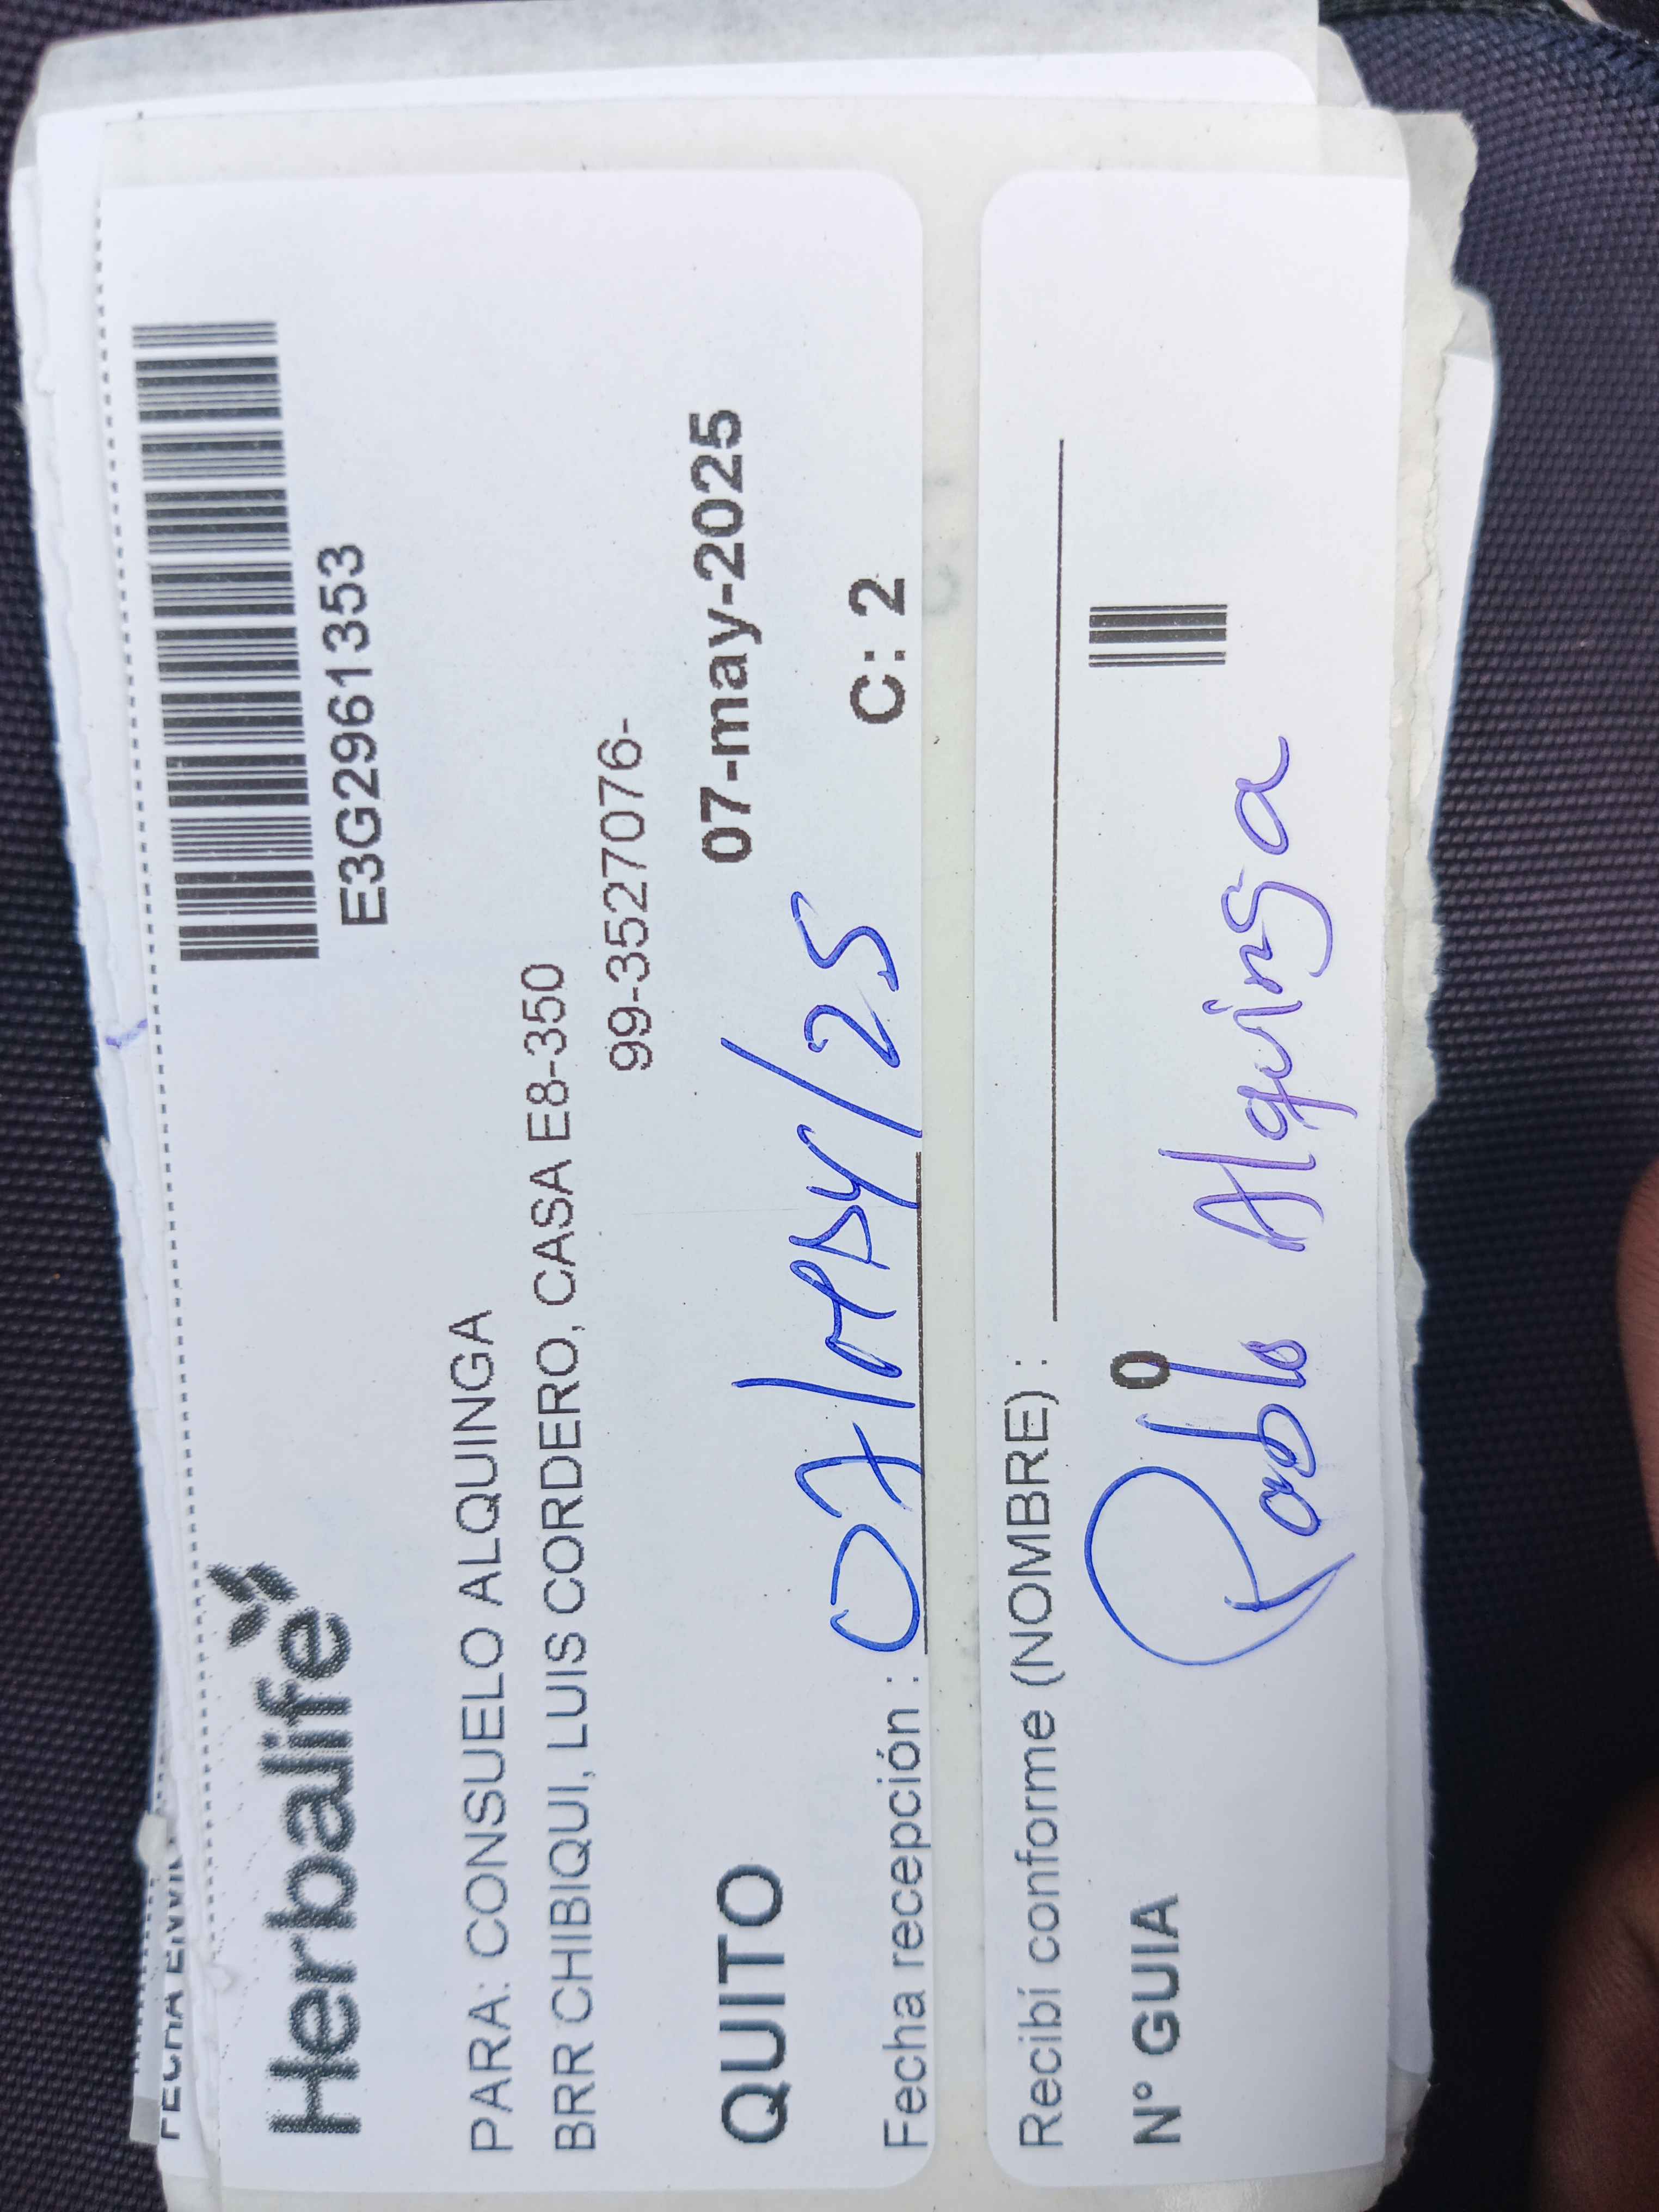 Herbalife
E3G2961353
PARA: CONSUELO ALQUINGA
BRR CHIBIQUI, LUIS CORDERO, CASA E8-350
99-3527076-
QUITO 07-may-2025
Fecha recepción : 07/MAY/25 C: 2
Recibí conforme (NOMBRE) :
N° GUIA 0
Pablo Alquinga